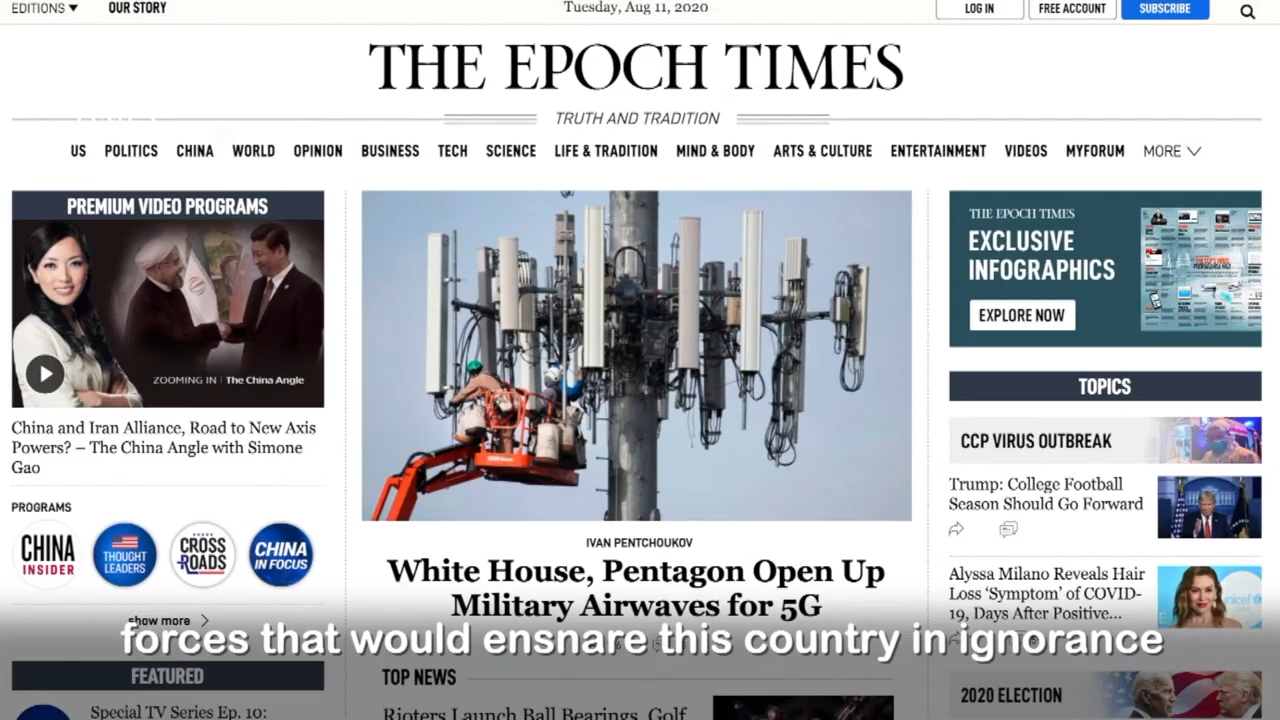 EDITIONS
OUR STORY
Tuesday, Aug 11, 2020
LOG IN
FREE ACCOUNT
SUBSCRIBE
THE EPOCH TIMES
TRUTH AND TRADITION
US POLITICS CHINA WORLD OPINION BUSINESS TECH SCIENCE LIFE & TRADITION MIND & BODY ARTS & CULTURE ENTERTAINMENT VIDEOS MYFORUM MORE
PREMIUM VIDEO PROGRAMS
ZOOMING IN | The China Angle
China and Iran Alliance, Road to New Axis
Powers? – The China Angle with Simone
Gao
PROGRAMS
CHINA
INSIDER
THOUGHT
LEADERS
CROSS
ROADS
CHINA
IN FOCUS
show more
FEATURED
Special TV Series Ep. 10:
IVAN PENTCHOUKOV
White House, Pentagon Open Up
Military Airwaves for 5G
TOP NEWS
Rioters Launch Ball Bearings, Golf
THE EPOCH TIMES
EXCLUSIVE
INFOGRAPHICS
EXPLORE NOW
TOPICS
CCP VIRUS OUTBREAK
Trump: College Football
Season Should Go Forward
Alyssa Milano Reveals Hair
Loss ‘Symptom’ of COVID-
19, Days After Positive...
2020 ELECTION
forces that would ensnare this country in ignorance